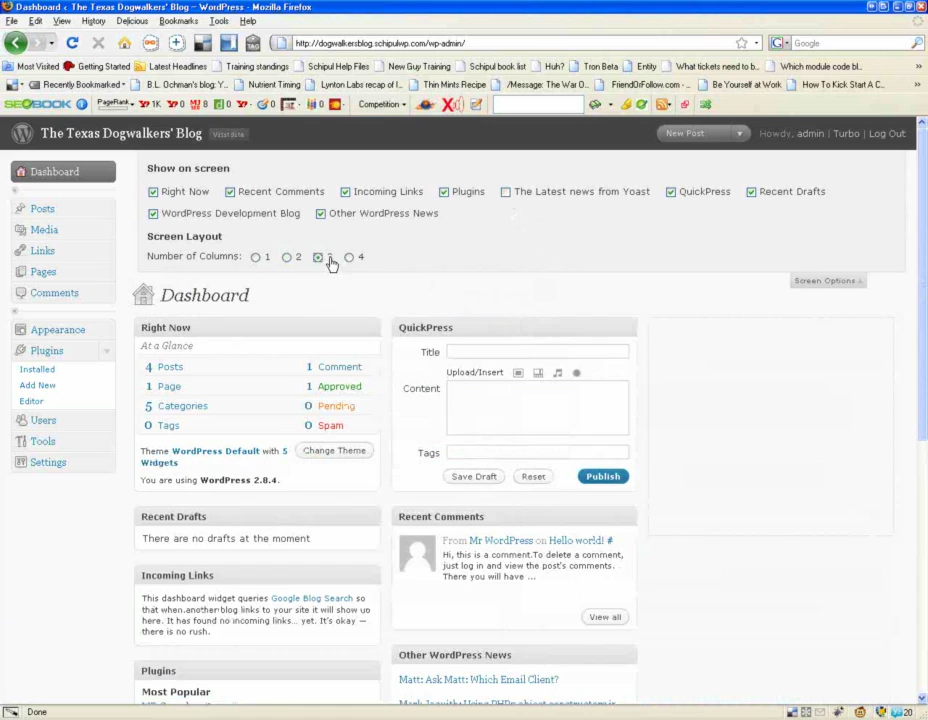 Dashboard ‹ The Texas Dogwalkers' Blog — WordPress - Mozilla Firefox
File Edit View History Delicious Bookmarks Tools Help
http://dogwalkersblog.schipulwp.com/wp-admin/
Google
Most Visited Getting Started Latest Headlines Training standings Schipul Help Files New Guy Training Schipul book list Huh? Tron Beta Entity What tickets need to b... Which module code bl...
Recently Bookmarked B.L. Ochman's blog: Y... Nutrient Timing Lynton Labs recap of l... Thin Mints Recipe /Message: The War O... FriendOrFollow.com - Be Yourself at Work How To Kick Start A C...
SEOBOOK PageRank 1K 0 8 0 0 0 0 Competition
The Texas Dogwalkers' Blog Visit site
New Post Howdy, admin | Turbo | Log Out
Dashboard
Posts
Media
Links
Pages
Comments
Appearance
Plugins
Installed
Add New
Editor
Users
Tools
Settings
Show on screen
Right Now Recent Comments Incoming Links Plugins The Latest news from Yoast QuickPress Recent Drafts
WordPress Development Blog Other WordPress News
Screen Layout
Number of Columns: 1 2 3 4
Screen Options
Dashboard
Right Now
At a Glance
4 Posts 1 Comment
1 Page 1 Approved
5 Categories 0 Pending
0 Tags 0 Spam
Theme WordPress Default with 5
Widgets
Change Theme
You are using WordPress 2.8.4.
Recent Drafts
There are no drafts at the moment
Incoming Links
This dashboard widget queries Google Blog Search so
that when another blog links to your site it will show up
here. It has found no incoming links... yet. It's okay —
there is no rush.
Plugins
Most Popular
QuickPress
Title
Upload/Insert
Content
Tags
Save Draft Reset Publish
Recent Comments
From Mr WordPress on Hello world! #
Hi, this is a comment.To delete a comment,
just log in and view the post's comments.
There you will have ...
View all
Other WordPress News
Matt: Ask Matt: Which Email Client?
Mark Jaquith: Using PHP's object constructors in
Done
20